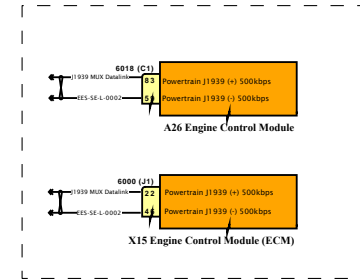 6018 (C1)
J1939 MUX Datalink 83 Powertrain J1939 (+) 500kbps
EES-SE-L-0002 59 Powertrain J1939 (-) 500kbps
A26 Engine Control Module
6000 (J1)
J1939 MUX Datalink 22 Powertrain J1939 (+) 500kbps
EES-SE-L-0002 46 Powertrain J1939 (-) 500kbps
X15 Engine Control Module (ECM)